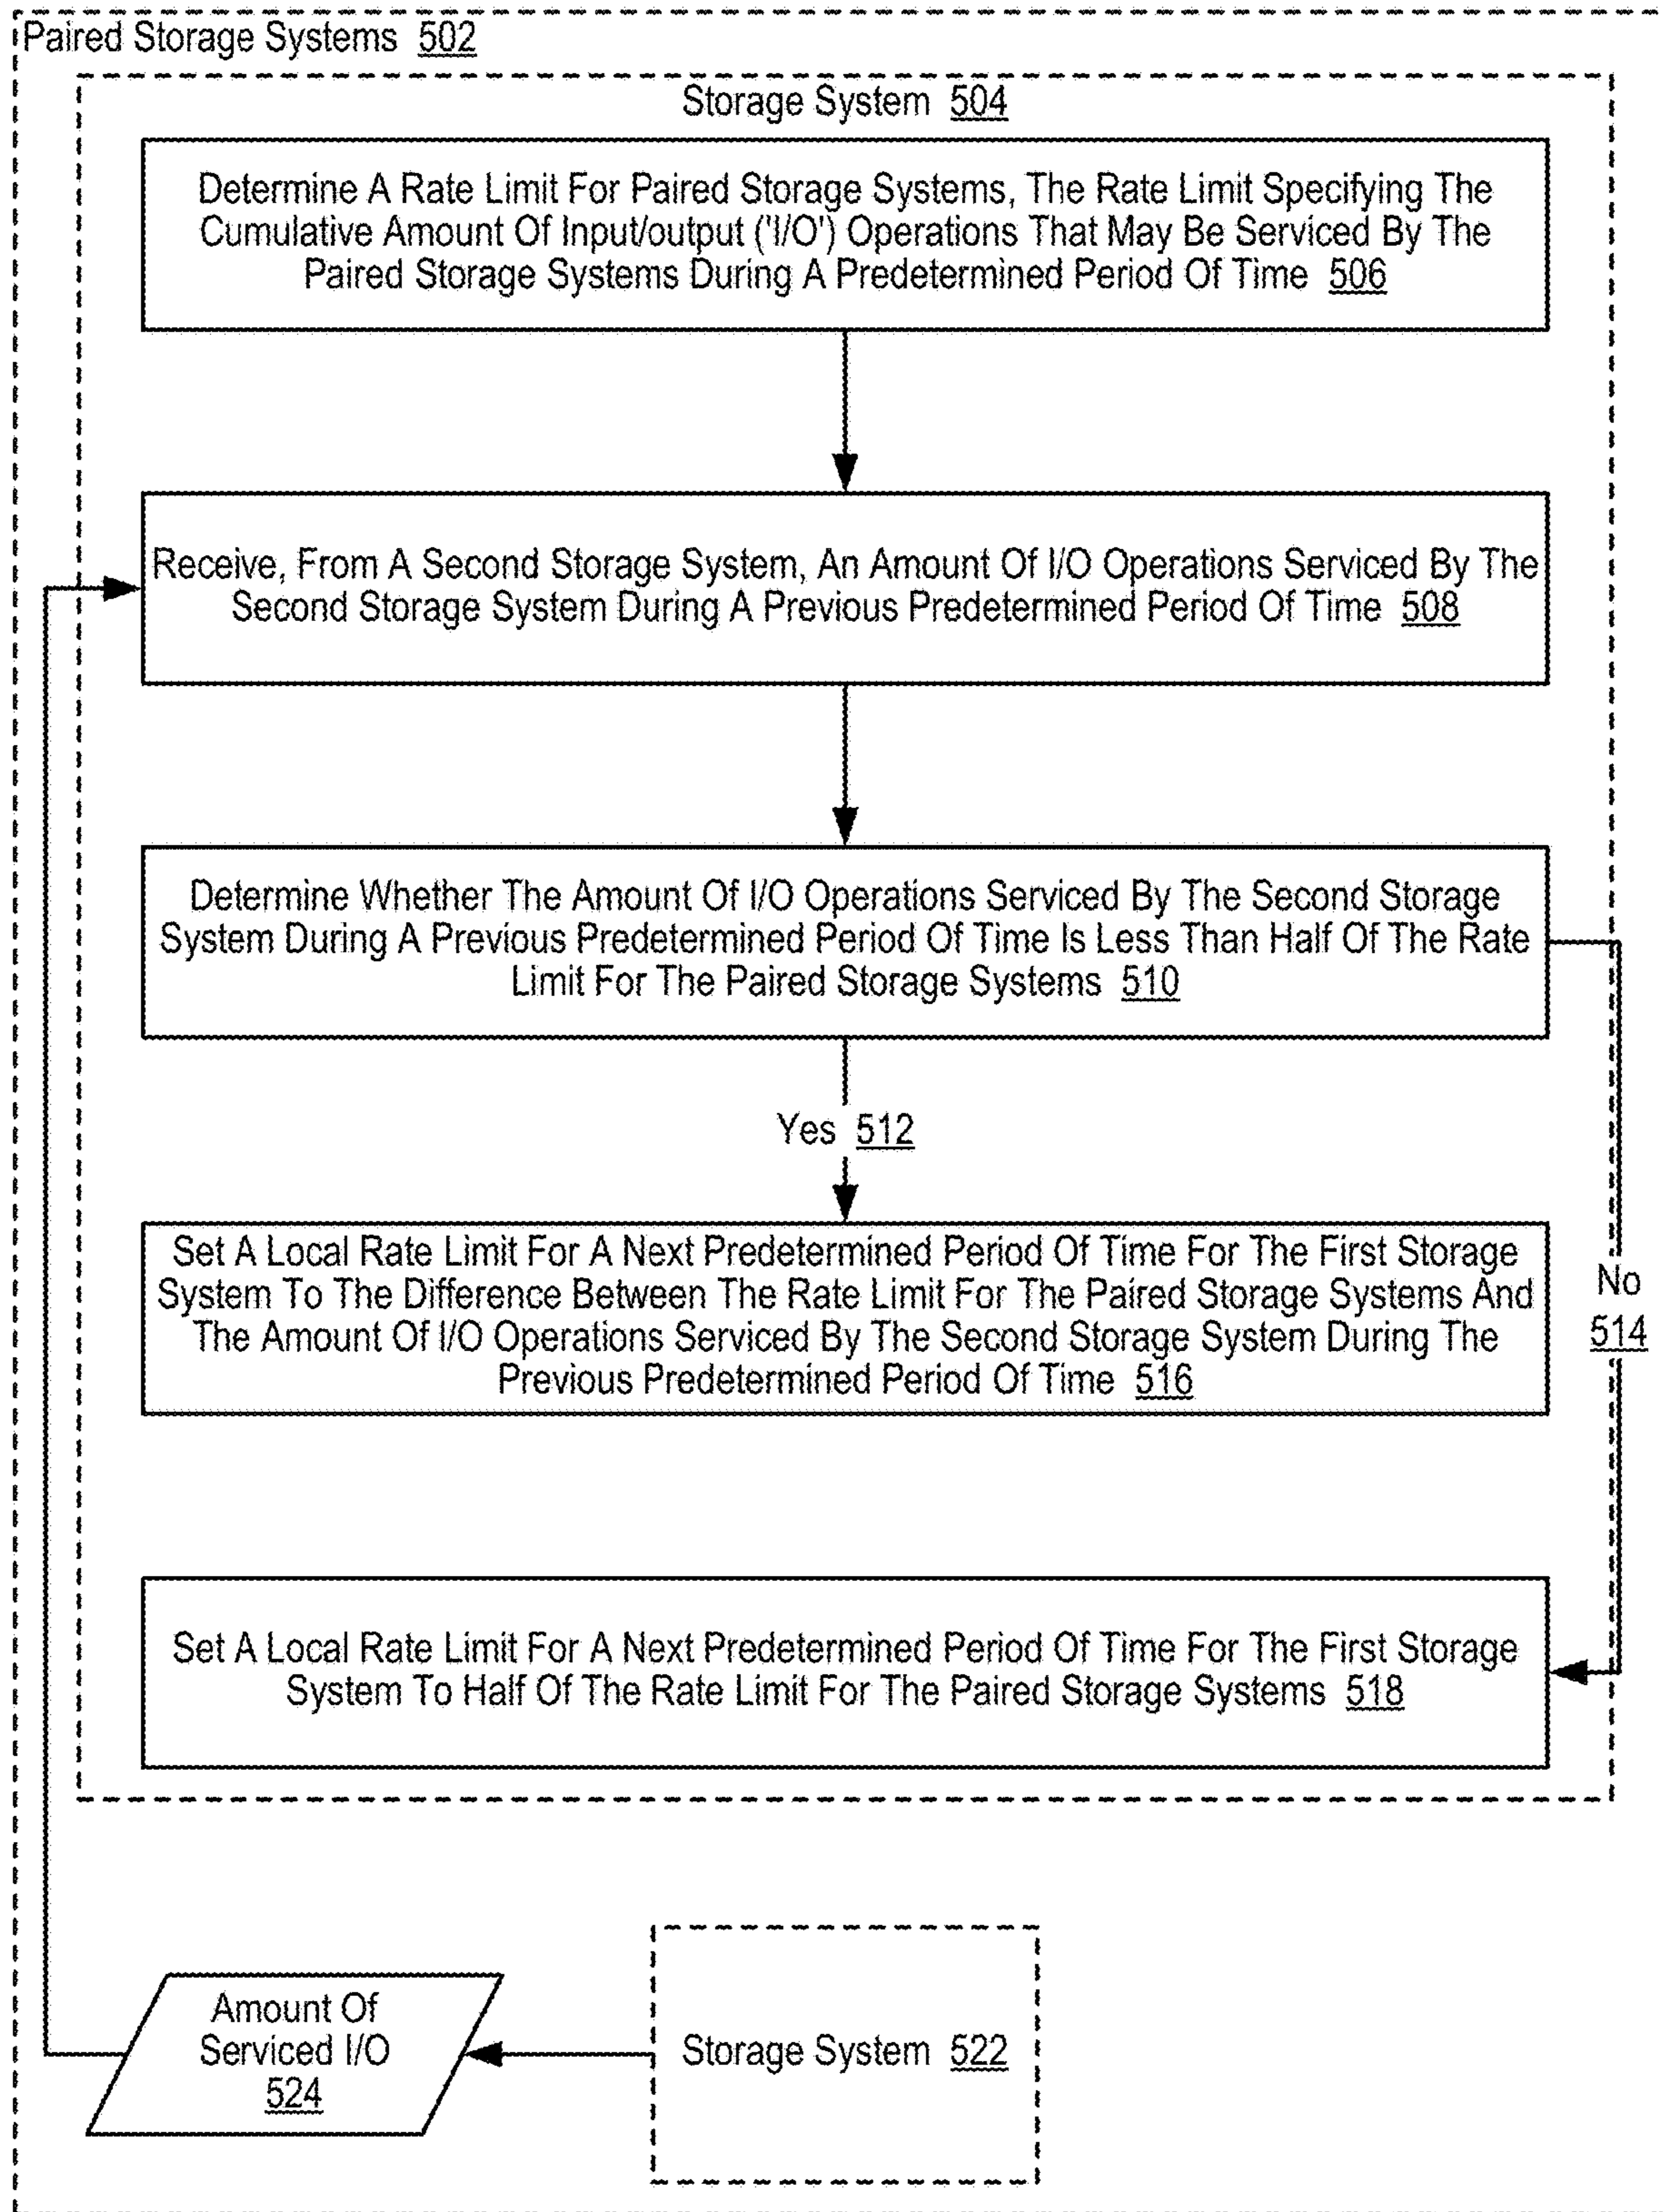 Paired Storage Systems 502
Storage System 504
Determine A Rate Limit For Paired Storage Systems, The Rate Limit Specifying The
Cumulative Amount Of Input/output ('I/O') Operations That May Be Serviced By The
Paired Storage Systems During A Predetermined Period Of Time 506
Receive, From A Second Storage System, An Amount Of I/O Operations Serviced By The
Second Storage System During A Previous Predetermined Period Of Time 508
Determine Whether The Amount Of I/O Operations Serviced By The Second Storage
System During A Previous Predetermined Period Of Time Is Less Than Half Of The Rate
Limit For The Paired Storage Systems 510
Yes 512
Set A Local Rate Limit For A Next Predetermined Period Of Time For The First Storage
System To The Difference Between The Rate Limit For The Paired Storage Systems And
The Amount Of I/O Operations Serviced By The Second Storage System During The
Previous Predetermined Period Of Time 516
No
514
Set A Local Rate Limit For A Next Predetermined Period Of Time For The First Storage
System To Half Of The Rate Limit For The Paired Storage Systems 518
Amount Of
Serviced I/O
524
Storage System 522